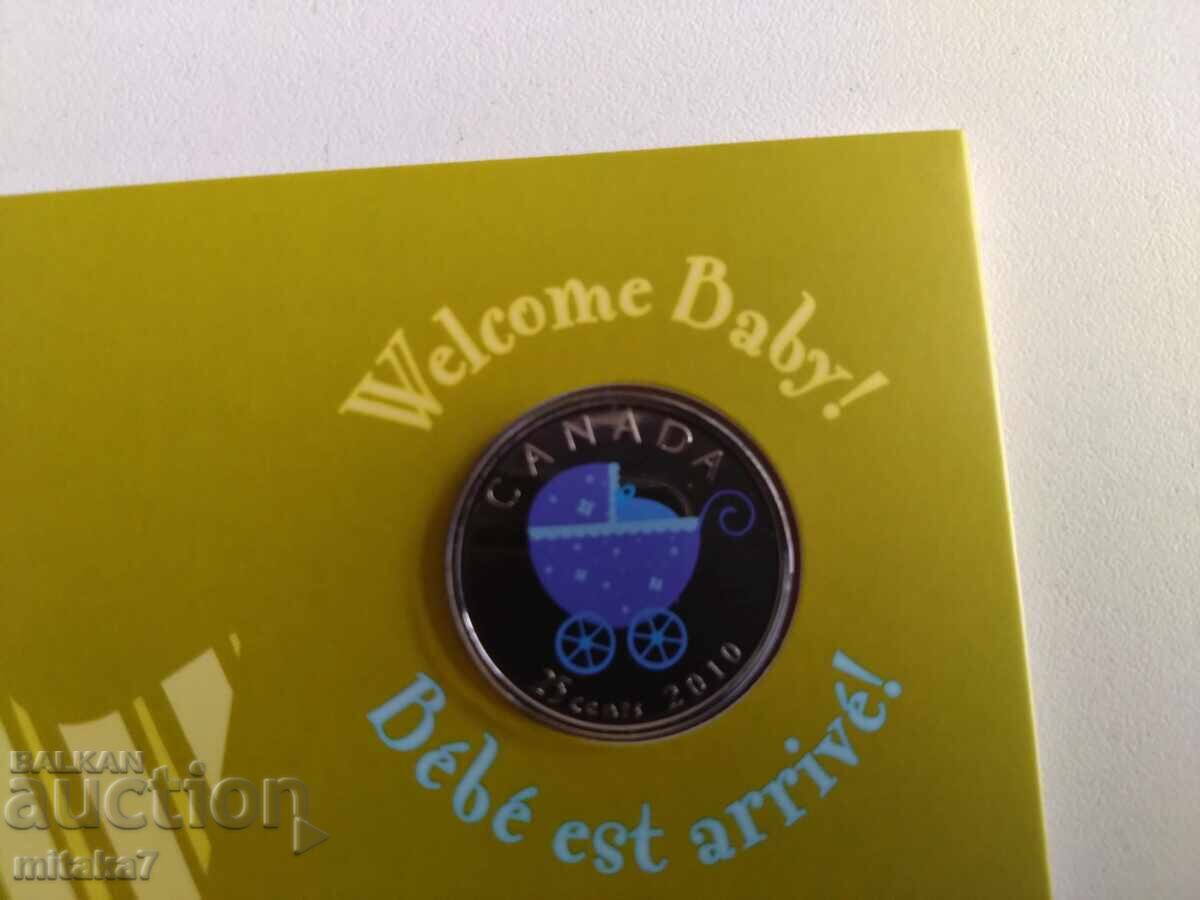 Welcome Baby!
CANADA
25 cents 2010
Bébé est arrivé!
BALKAN
auction
mitaka7